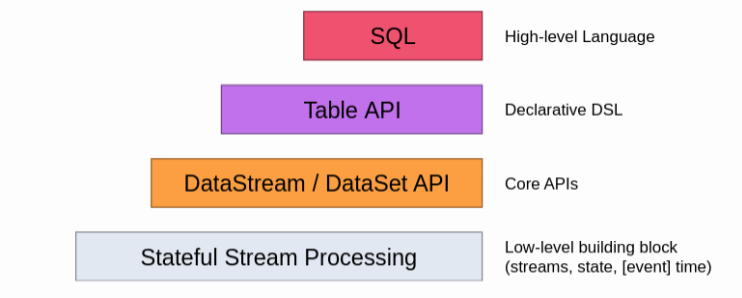 SQL
High-level Language
Table API
Declarative DSL
DataStream / DataSet API
Core APIs
Stateful Stream Processing
Low-level building block
(streams, state, [event] time)